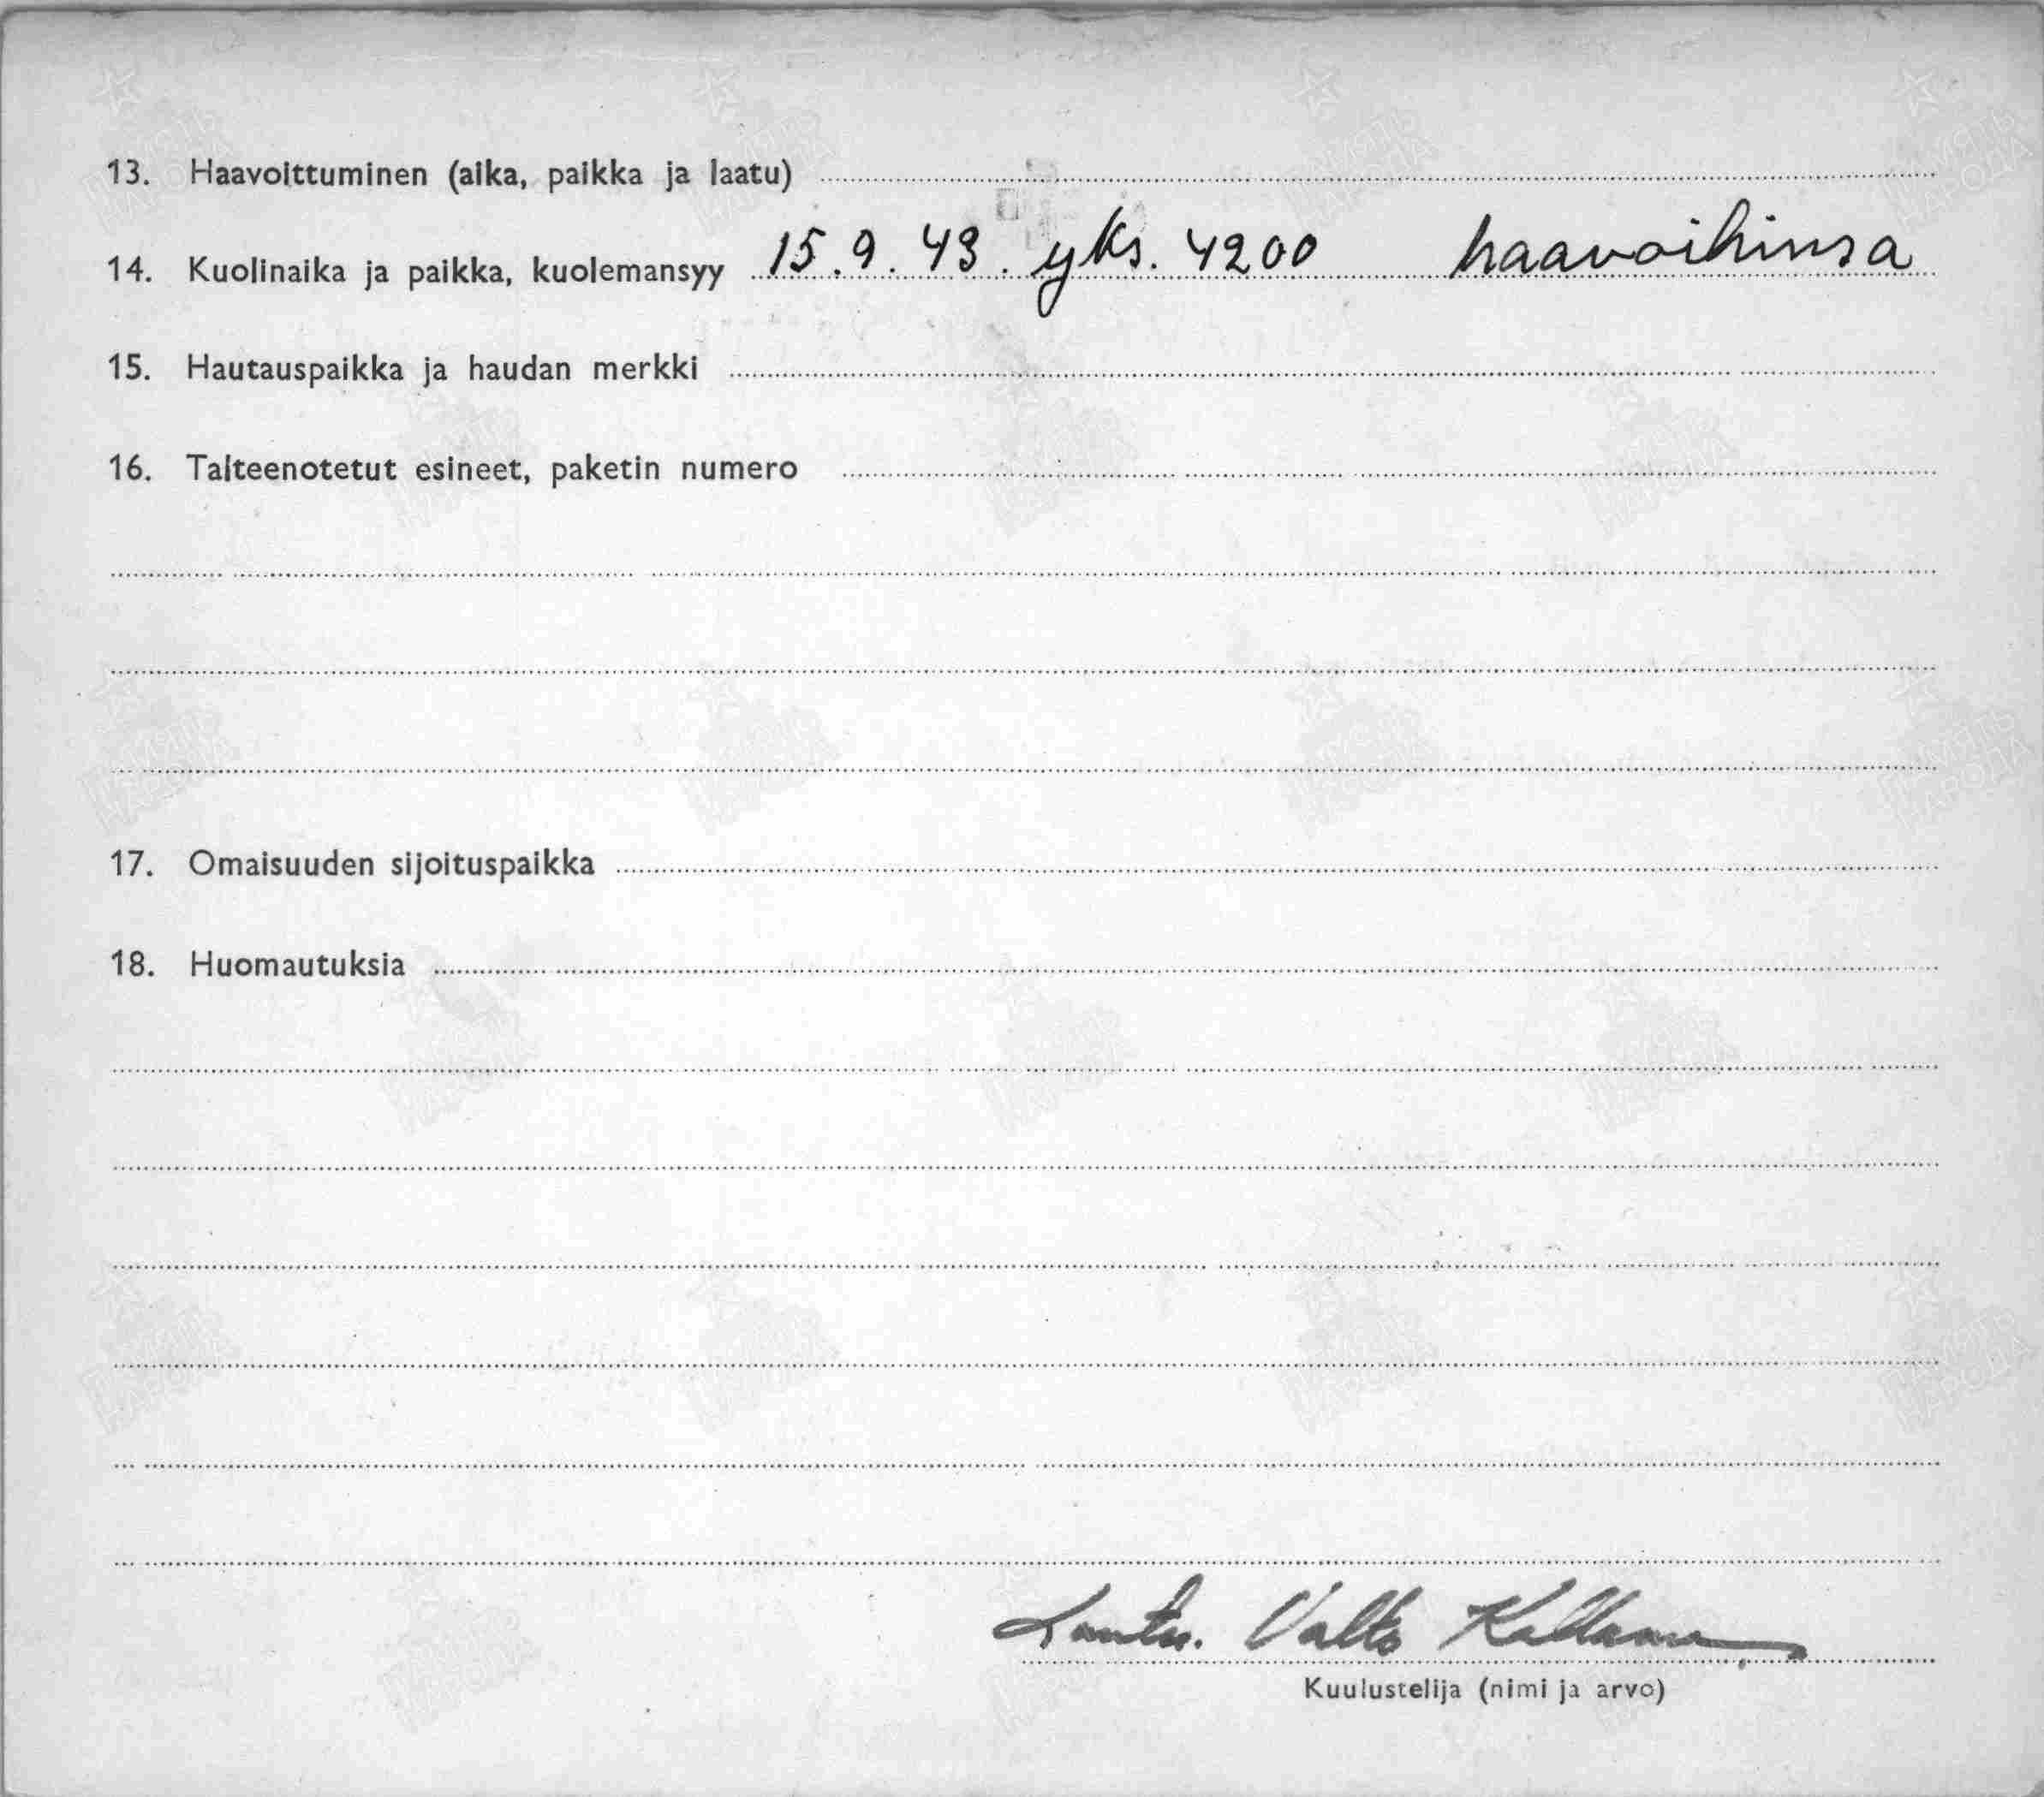 13. Haavoittuminen (aika, paikka ja laatu)
14. Kuolinaika ja paikka, kuolemansyy 15.9.43. yks. 4200 haavoihinsa
15. Hautauspaikka ja haudan merkki
16. Talteenotetut esineet, paketin numero
17. Omaisuuden sijoituspaikka
18. Huomautuksia
Valto
Kuulustelija (nimi ja arvo)